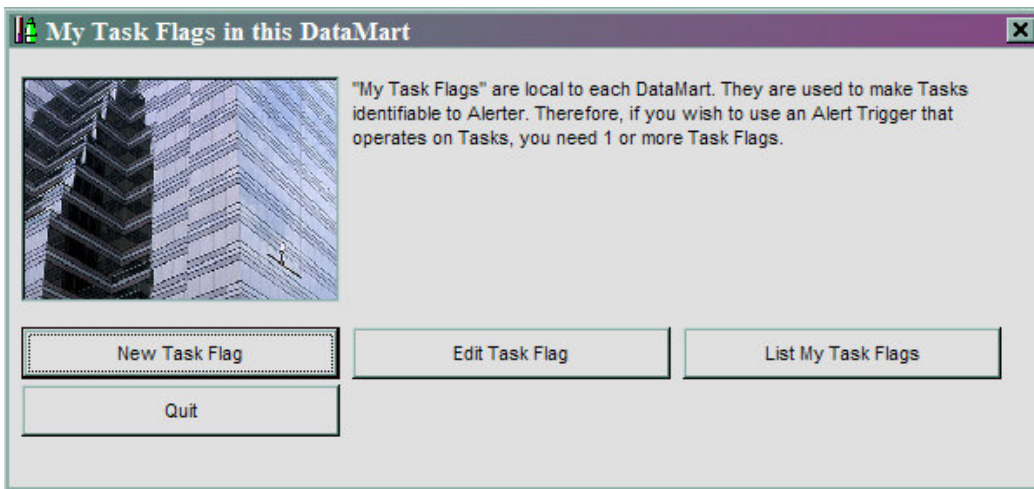 My Task Flags in this DataMart
"My Task Flags" are local to each DataMart. They are used to make Tasks
identifiable to Alerter. Therefore, if you wish to use an Alert Trigger that
operates on Tasks, you need 1 or more Task Flags.
New Task Flag
Edit Task Flag
List My Task Flags
Quit